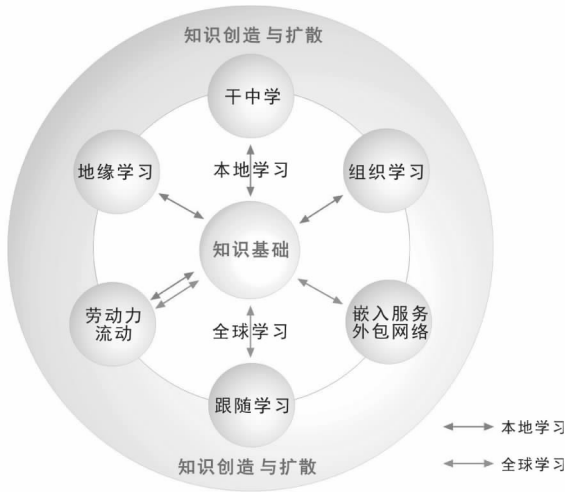 知识创造与扩散
干中学
地缘学习
本地学习
组织学习
知识基础
劳动力
流动
全球学习
嵌入服务
外包网络
跟随学习
知识创造与扩散
本地学习
全球学习